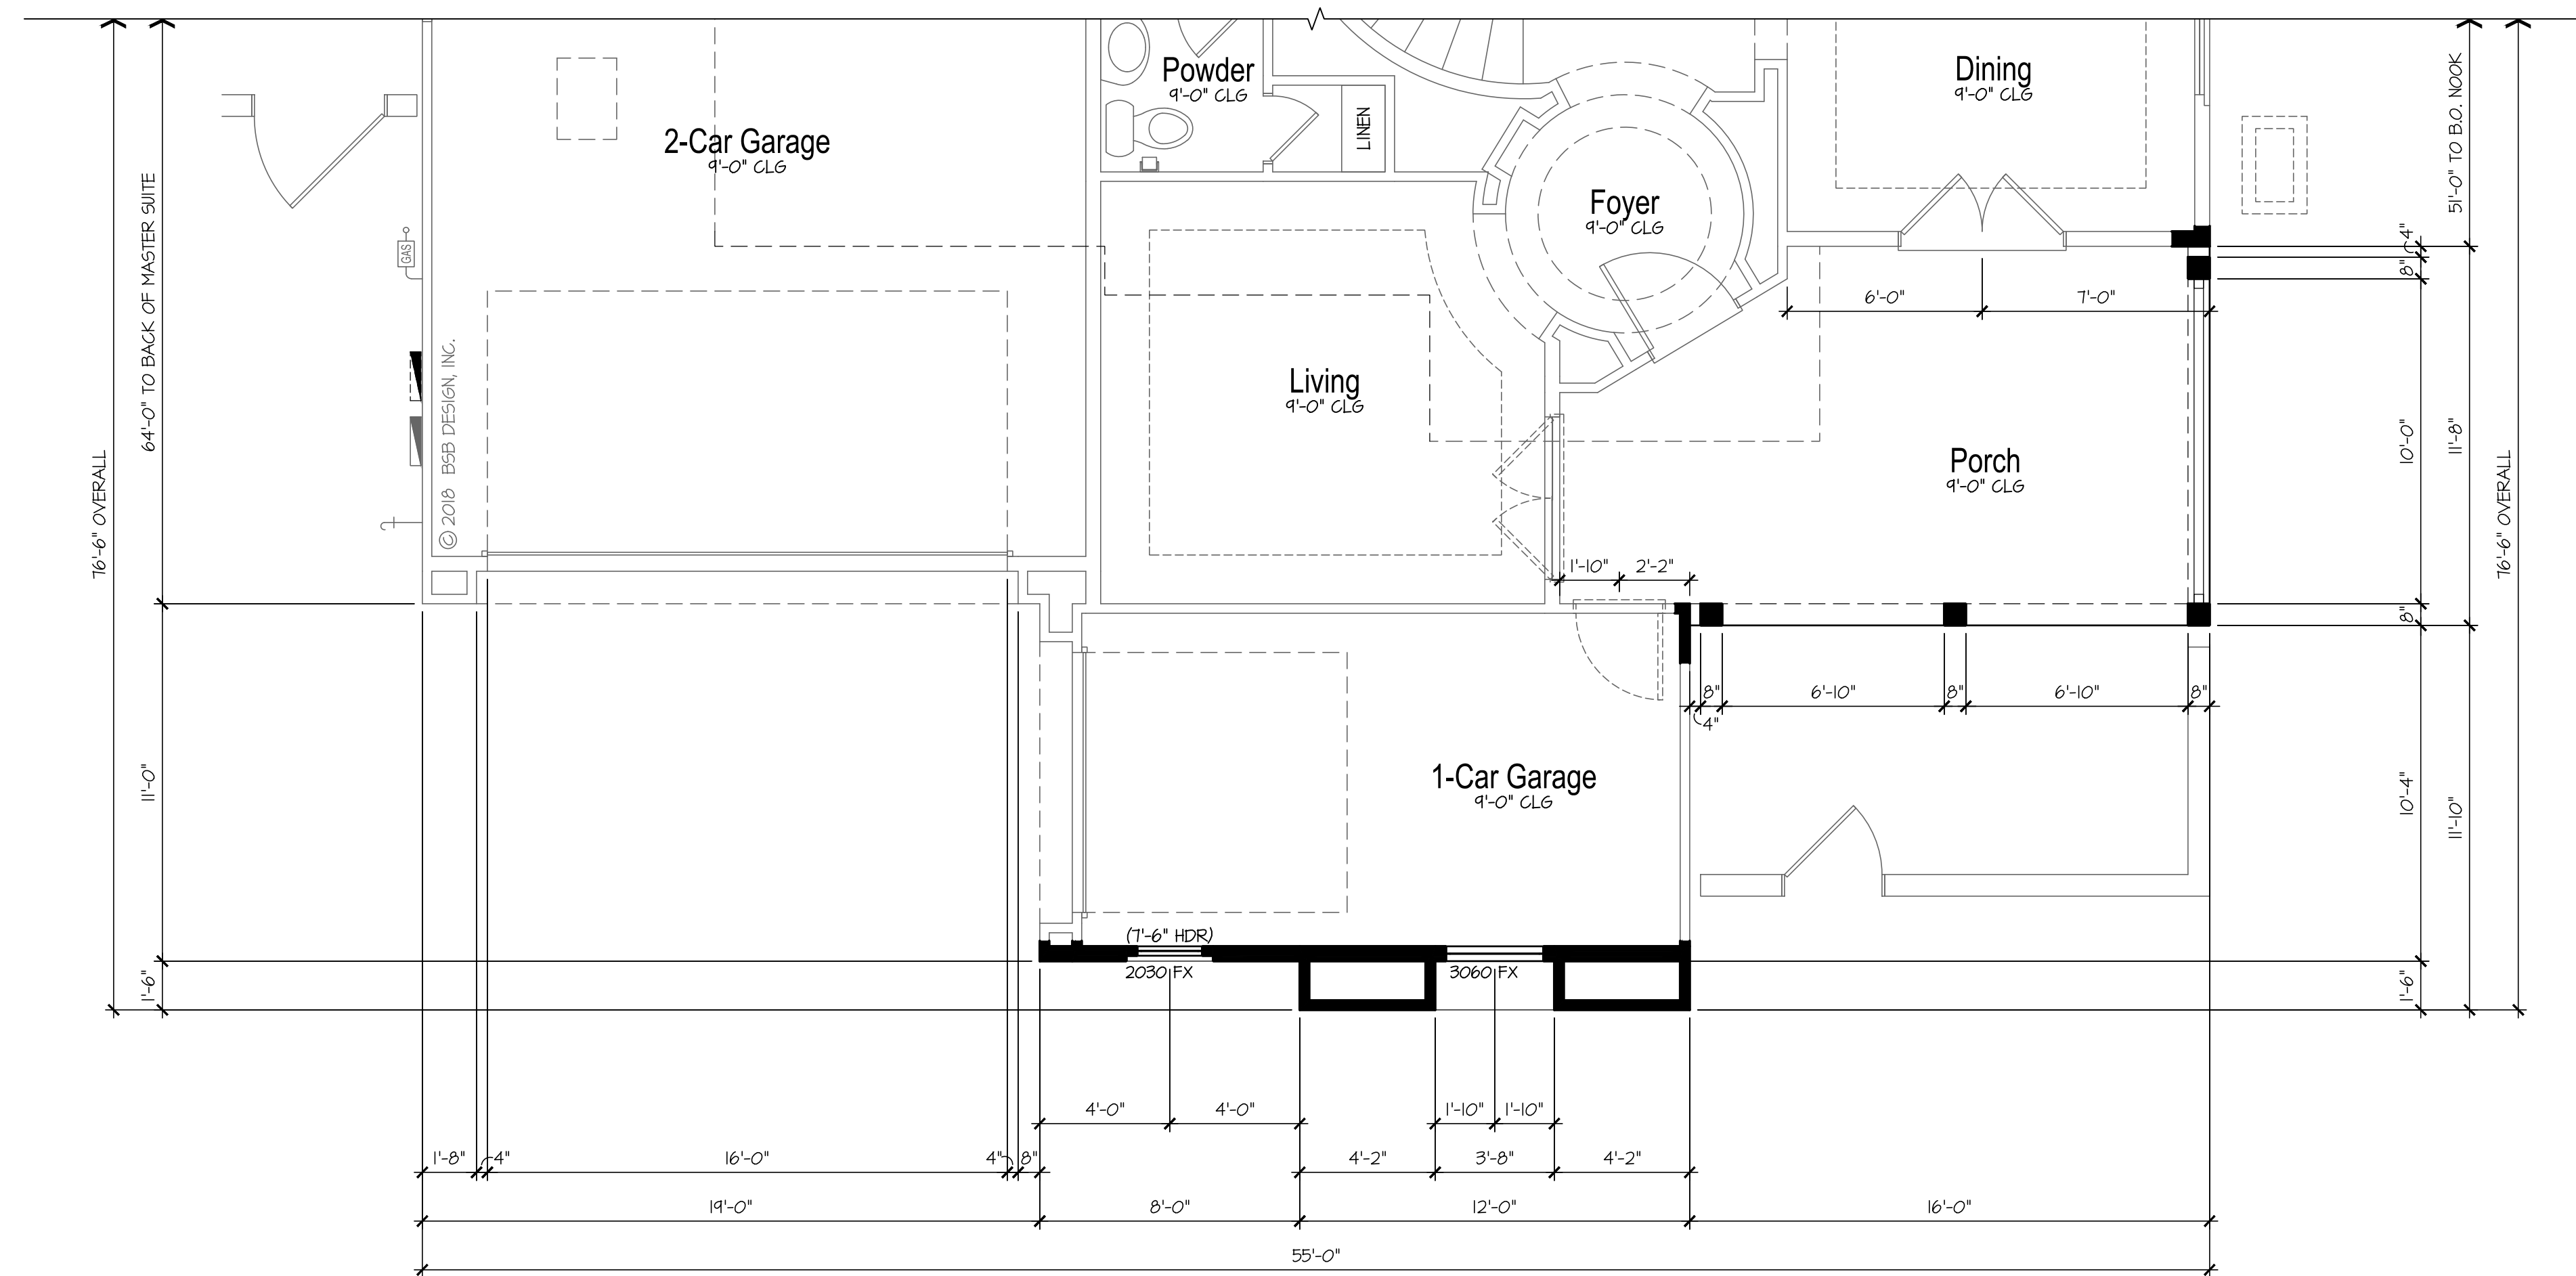 Powder
9'-0" CLG
Dining
9'-0" CLG
LINEN
2-Car Garage
9'-0" CLG
Foyer
9'-0" CLG
GAS
64'-0" TO BACK OF MASTER SUITE
76'-6" OVERALL
51'-0" TO B.O. NOOK
4"
8"
6'-0"
7'-0"
© 2018 BSB DESIGN, INC.
Living
9'-0" CLG
Porch
9'-0" CLG
10'-0"
11'-8"
76'-6" OVERALL
1'-10"
2'-2"
8"
8"
6'-10"
8"
6'-10"
8"
4"
11'-0"
1-Car Garage
9'-0" CLG
10'-4"
11'-10"
(7'-6" HDR)
2030 FX
3060 FX
1'-6"
1'-6"
4'-0"
4'-0"
1'-10"
1'-10"
1'-8"
4"
16'-0"
4"
8"
4'-2"
3'-8"
4'-2"
19'-0"
8'-0"
12'-0"
16'-0"
55'-0"